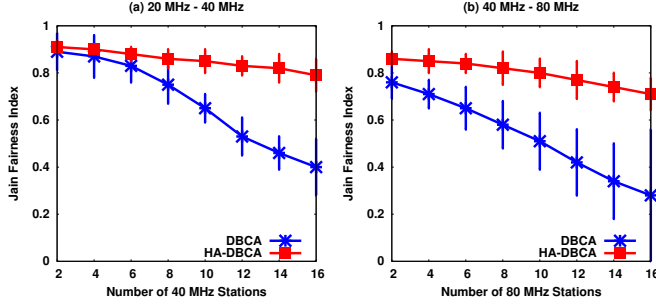 (a) 20 MHz - 40 MHz
Jain Fairness Index
1
0.8
0.6
0.4
0.2
0
DBCA
HA-DBCA
2 4 6 8 10 12 14 16
Number of 40 MHz Stations
(b) 40 MHz - 80 MHz
Jain Fairness Index
1
0.8
0.6
0.4
0.2
0
DBCA
HA-DBCA
2 4 6 8 10 12 14 16
Number of 80 MHz Stations